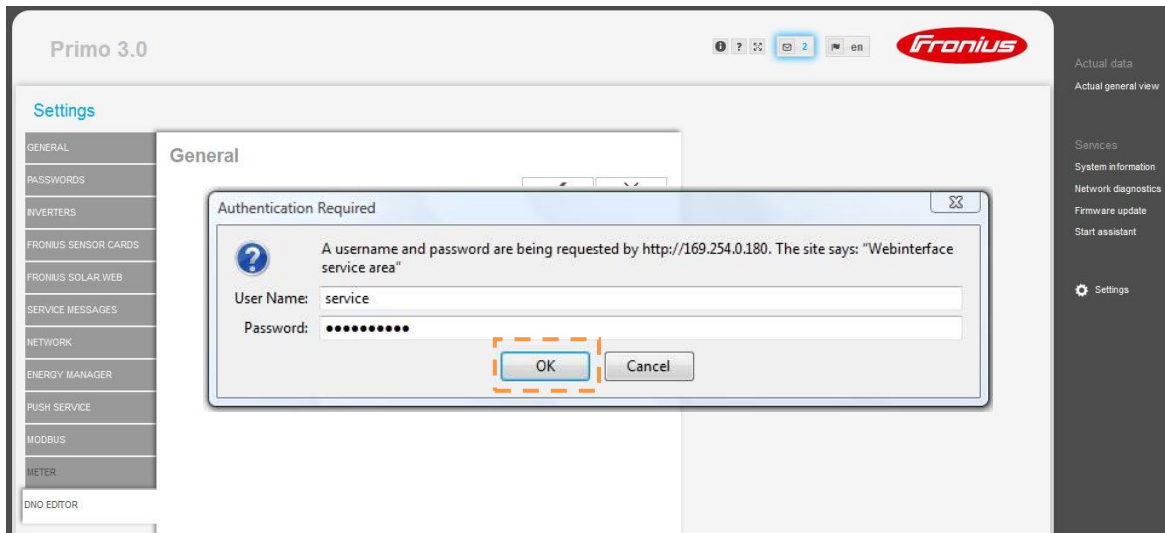 Primo 3.0
i ? 2 en
Fronius
Settings
GENERAL
PASSWORDS
INVERTERS
FRONIUS SENSOR CARDS
FRONIUS SOLAR.WEB
SERVICE MESSAGES
NETWORK
ENERGY MANAGER
PUSH SERVICE
MODBUS
METER
DNO EDITOR
General
Authentication Required
A username and password are being requested by http://169.254.0.180. The site says: "Webinterface
service area"
User Name: service
Password: ••••••••••
OK Cancel
Actual data
Actual general view
Services
System information
Network diagnostics
Firmware update
Start assistant
Settings